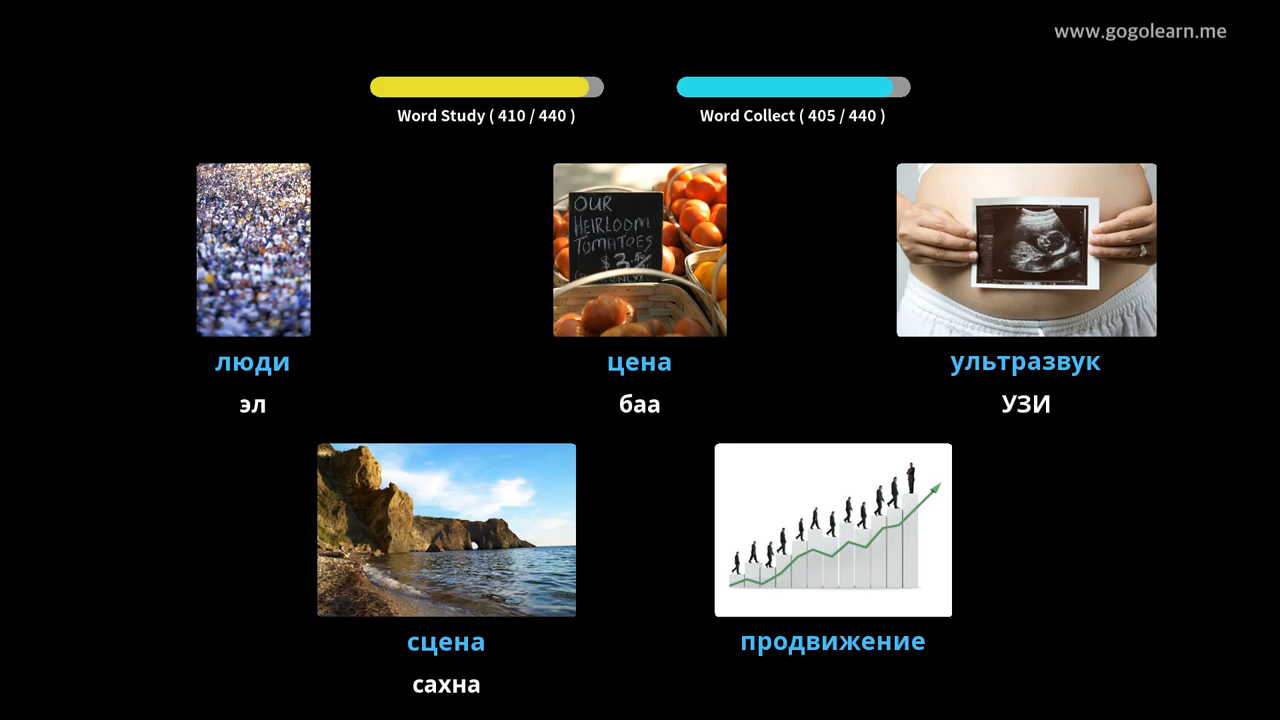 www.gogolearn.me
Word Study ( 410 / 440 )
Word Collect ( 405 / 440 )
OUR
HEIRLOOM
TOMATOES
люди
цена
ультразвук
эл
баа
УЗИ
сцена
продвижение
сахна